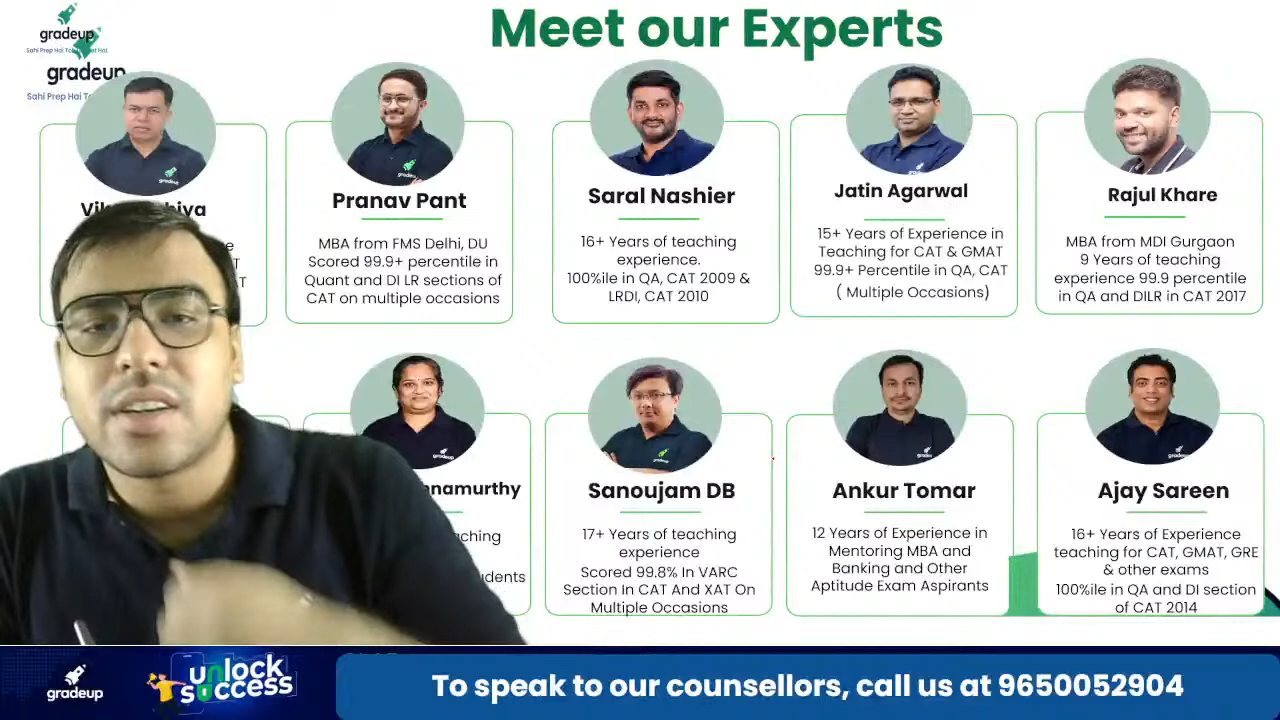 gradeup
Sahi Prep Hai
gradeup
Sahi Prep Hai
Meet our Experts
gradeup
Pranav Pant
MBA from FMS Delhi, DU
Scored 99.9+ percentile in
Quant and DI LR sections of
CAT on multiple occasions
Saral Nashier
16+ Years of teaching
experience.
100%ile in QA, CAT 2009 &
LRDI, CAT 2010
Jatin Agarwal
15+ Years of Experience in
Teaching for CAT & GMAT
99.9+ Percentile in QA, CAT
( Multiple Occasions)
Rajul Khare
MBA from MDI Gurgaon
9 Years of teaching
experience 99.9 percentile
in QA and DILR in CAT 2017
Sanoujam DB
17+ Years of teaching
experience
Scored 99.8% In VARC
Section In CAT And XAT On
Multiple Occasions
Ankur Tomar
12 Years of Experience in
Mentoring MBA and
Banking and Other
Aptitude Exam Aspirants
Ajay Sareen
16+ Years of Experience
teaching for CAT, GMAT, GRE
& other exams
100%ile in QA and DI section
of CAT 2014
gradeup
unlock
success
To speak to our counsellors, call us at 9650052904